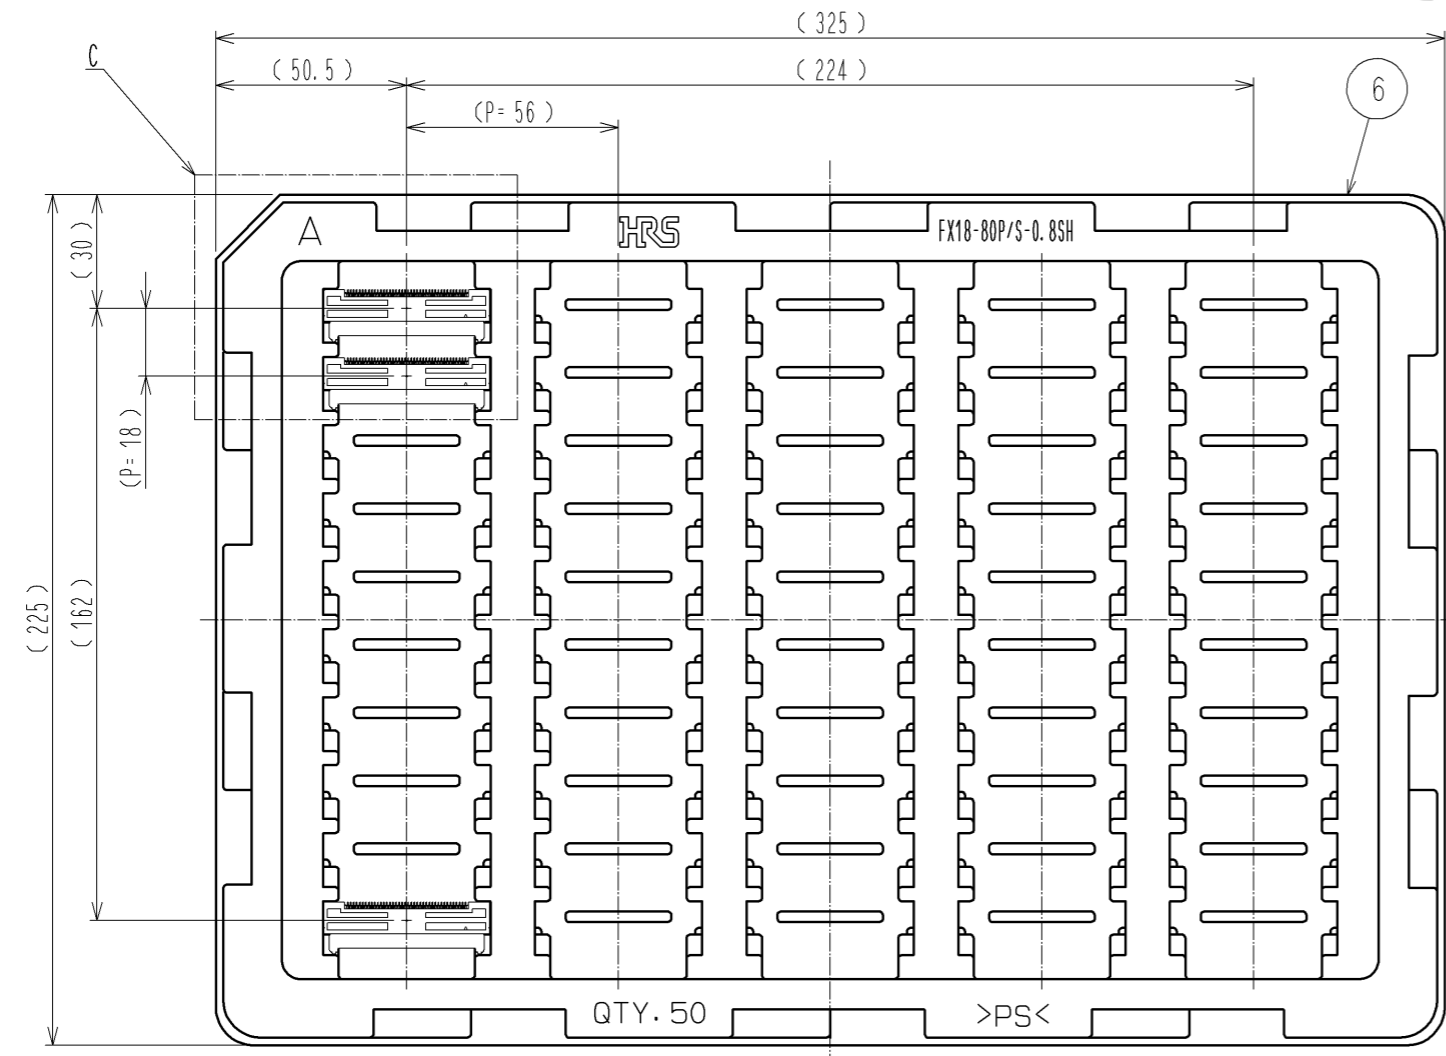 ( 325 )
C
( 50.5 )
( 224 )
6
(P= 56 )
A
HRS
FX18-80P/S-0.8SH
( 30 )
(P= 18 )
( 162 )
( 225 )
QTY.50
>PS<